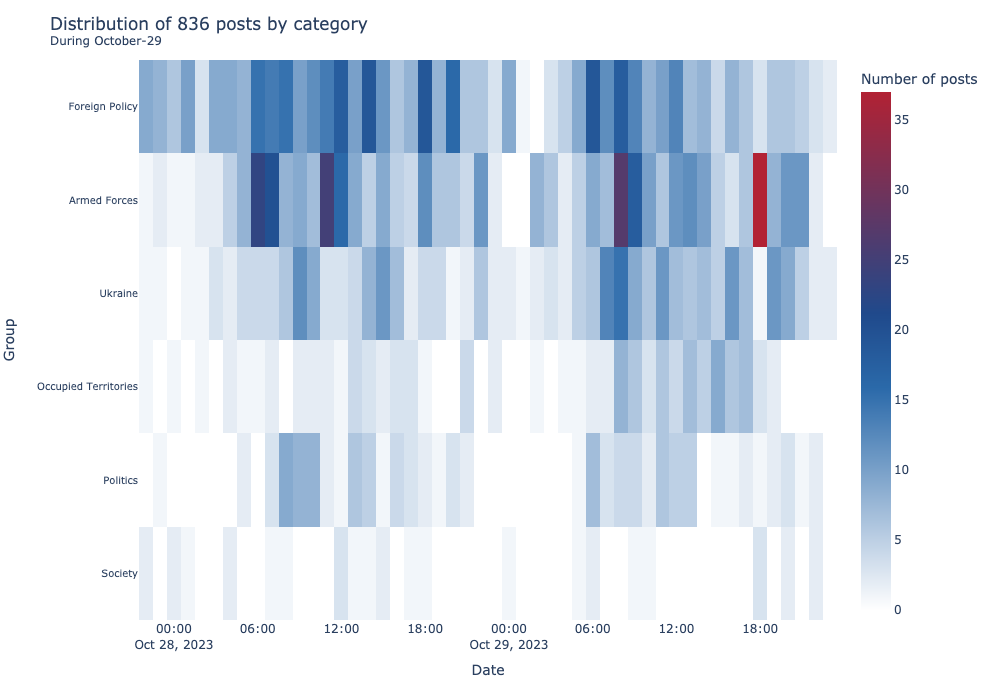 Distribution of 836 posts by category
During October-29
Number of posts
Foreign Policy
Armed Forces
Ukraine
Occupied Territories
Politics
Society
Group
35
30
25
20
15
10
5
0
00:00 06:00 12:00 18:00 00:00 06:00 12:00 18:00
Oct 28, 2023 Oct 29, 2023
Date